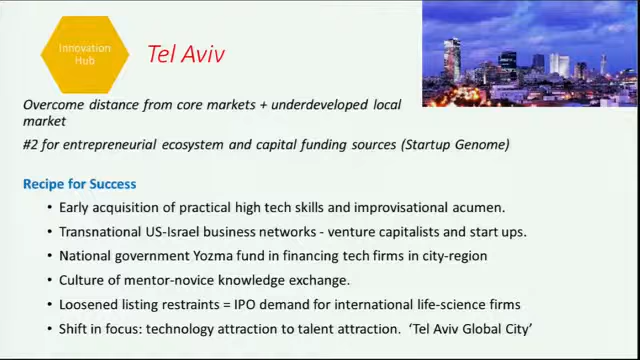 Innovation
Hub
Tel Aviv
Overcome distance from core markets + underdeveloped local
market
#2 for entrepreneurial ecosystem and capital funding sources (Startup Genome)
Recipe for Success
• Early acquisition of practical high tech skills and improvisational acumen.
• Transnational US-Israel business networks - venture capitalists and start ups.
• National government Yozma fund in financing tech firms in city-region
• Culture of mentor-novice knowledge exchange.
• Loosened listing restraints = IPO demand for international life-science firms
• Shift in focus: technology attraction to talent attraction. ‘Tel Aviv Global City’